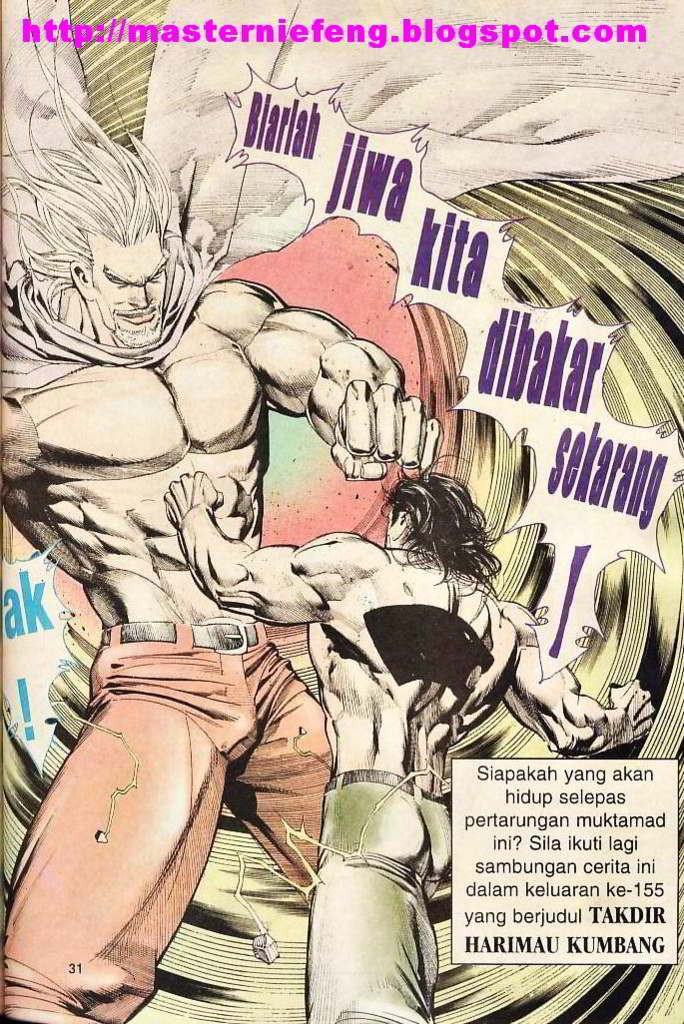 http://masterniefeng.blogspot.com
Biarlah
jiwa
kita
dibakar
sekarang
!
ak
!
Siapakah yang akan
hidup selepas
pertarungan muktamad
ini? Sila ikuti lagi
sambungan cerita ini
dalam keluaran ke-155
yang berjudul TAKDIR
HARIMAU KUMBANG
31